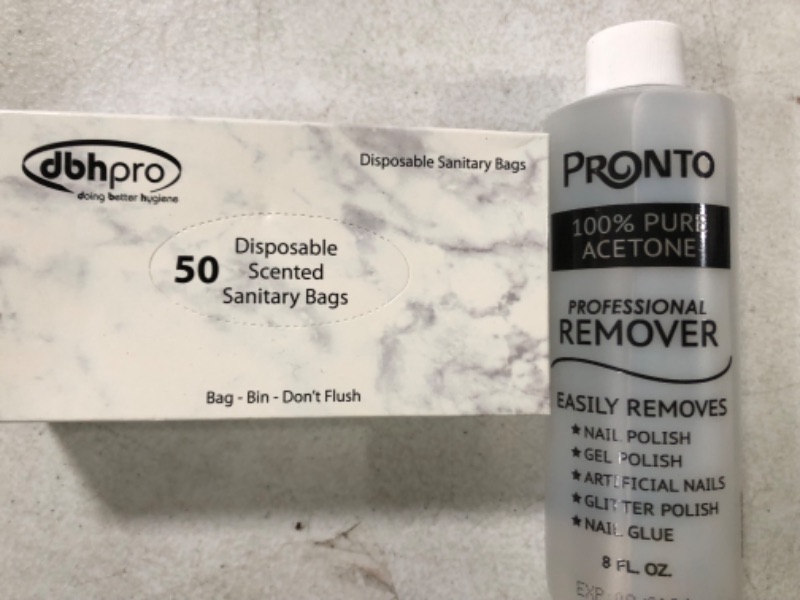 dbhpro
doing better hygiene
Disposable Sanitary Bags
50
Disposable
Scented
Sanitary Bags
Bag - Bin - Don't Flush
PRONTO
100% PURE
ACETONE
PROFESSIONAL
REMOVER
EASILY REMOVES
★ NAIL POLISH
★ GEL POLISH
★ ARTIFICIAL NAILS
★ GLITTER POLISH
★ NAIL GLUE
8 FL. OZ.
EXP